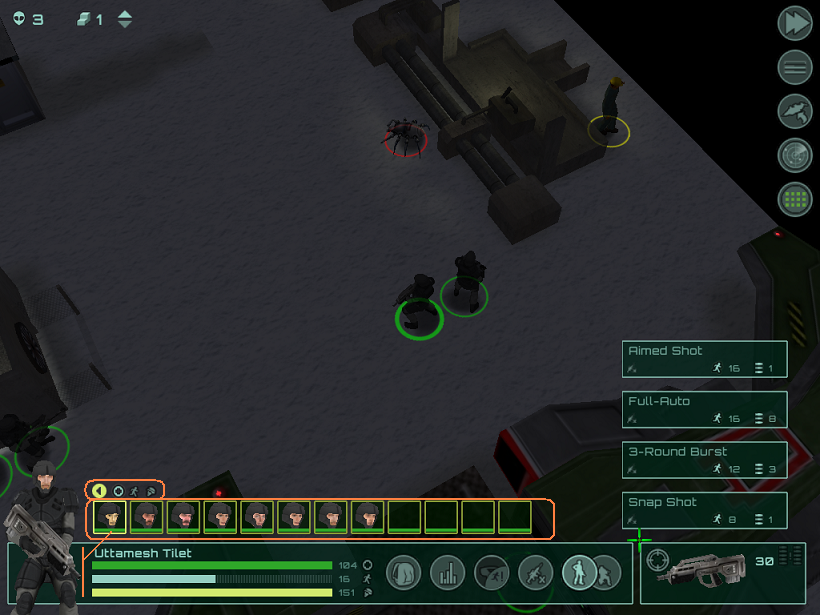 3 1
Aimed Shot
16 1
Full-Auto
16 8
3-Round Burst
12 3
Snap Shot
8 1
Uttamesh Tilet
104
16
151
30